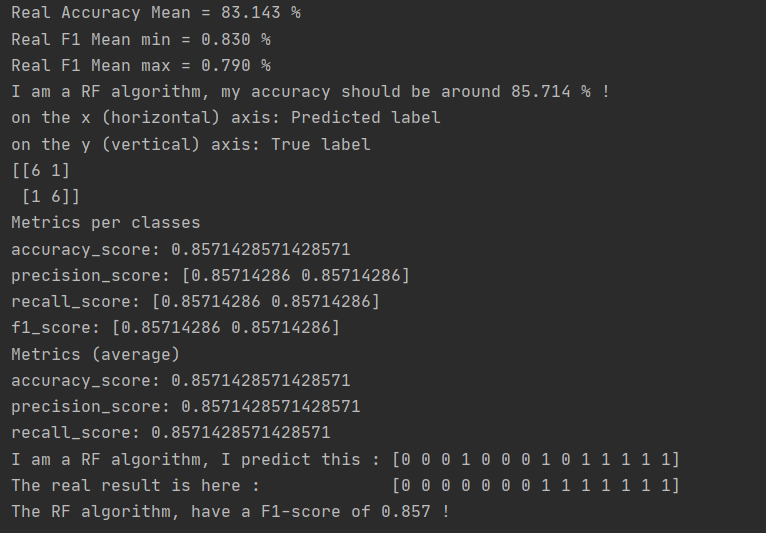 Real Accuracy Mean = 83.143 %
Real F1 Mean min = 0.830 %
Real F1 Mean max = 0.790 %
I am a RF algorithm, my accuracy should be around 85.714 % !
on the x (horizontal) axis: Predicted label
on the y (vertical) axis: True label
[[6 1]
 [1 6]]
Metrics per classes
accuracy_score: 0.8571428571428571
precision_score: [0.85714286 0.85714286]
recall_score: [0.85714286 0.85714286]
f1_score: [0.85714286 0.85714286]
Metrics (average)
accuracy_score: 0.8571428571428571
precision_score: 0.8571428571428571
recall_score: 0.8571428571428571
I am a RF algorithm, I predict this : [0 0 0 1 0 0 0 1 0 1 1 1 1 1]
The real result is here :             [0 0 0 0 0 0 0 1 1 1 1 1 1 1]
The RF algorithm, have a F1-score of 0.857 !